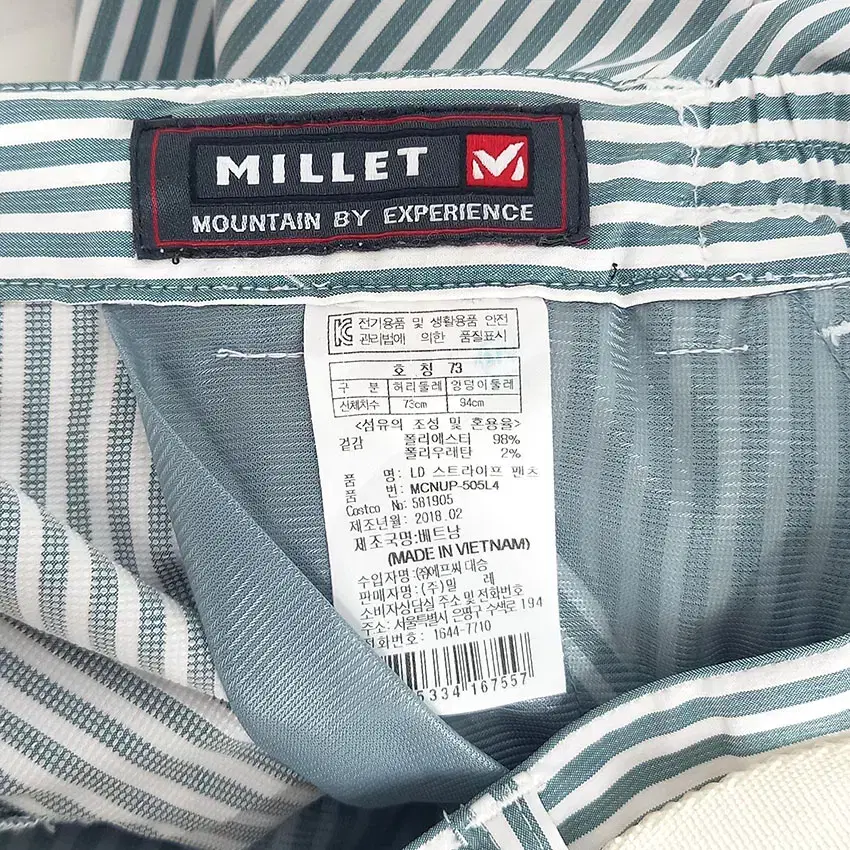 MILLET
MOUNTAIN BY EXPERIENCE
전기용품 및 생활용품 안전
관리법에 의한 품질표시
호 칭 73
구 분 허리둘레 엉덩이둘레
신체치수 73cm 94cm
<섬유의 조성 및 혼용율>
겉감 폴리에스터 98%
폴리우레탄 2%
품 명: LD 스트라이프 팬츠
품 번: MCNUP-505L4
Costco No: 581905
제조년월: 2018.02
제조국명:베트남
(MADE IN VIETNAM)
수입자명:(주)에프씨 대승
판매자명:(주)밀 레
소비자상담실 주소 및 전화번호
주소: 서울특별시 은평구 수색로 194
전화번호: 1644-7710
5334 167557